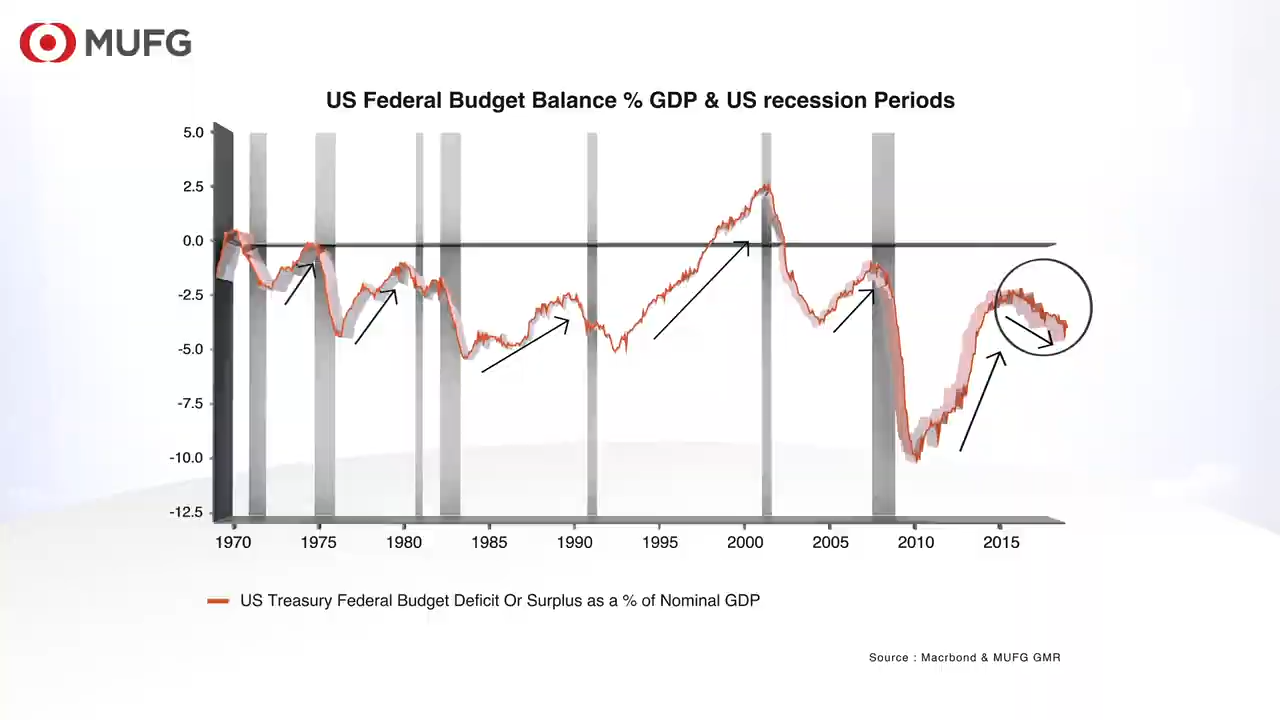 MUFG
US Federal Budget Balance % GDP & US recession Periods
5.0
2.5
0.0
-2.5
-5.0
-7.5
-10.0
-12.5
1970 1975 1980 1985 1990 1995 2000 2005 2010 2015
US Treasury Federal Budget Deficit Or Surplus as a % of Nominal GDP
Source : Macrbond & MUFG GMR